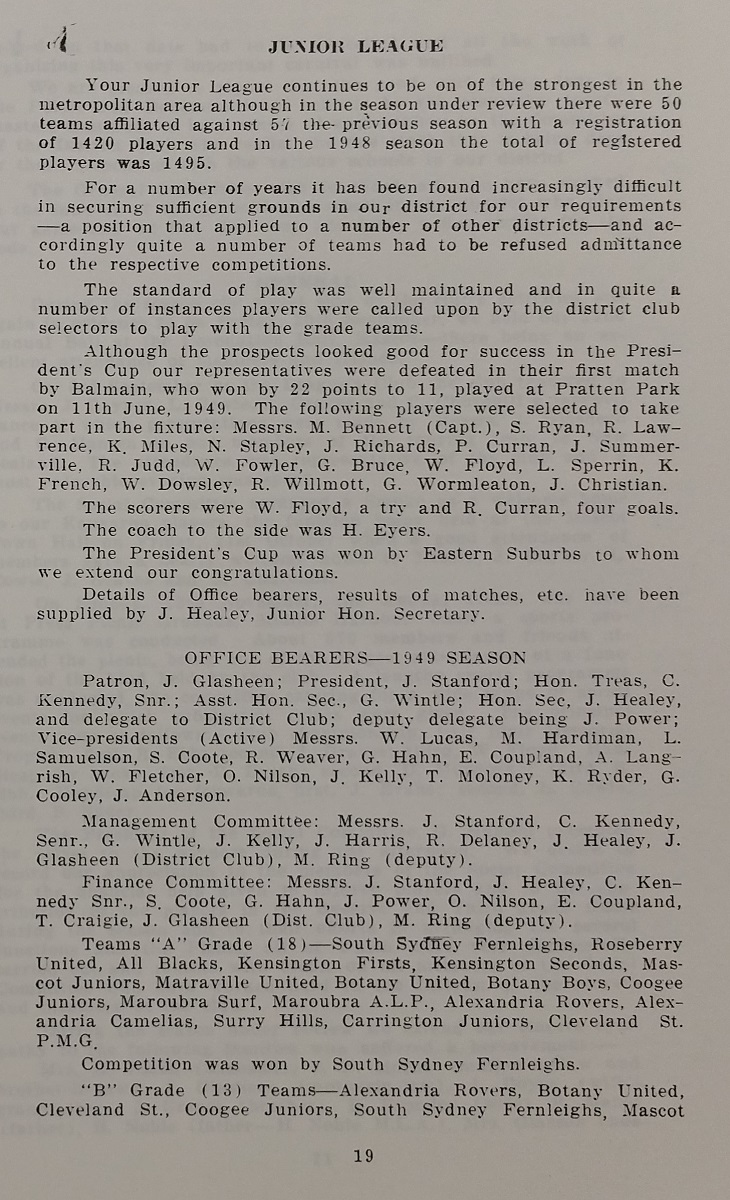 JUNIOR LEAGUE
Your Junior League continues to be on of the strongest in the
metropolitan area although in the season under review there were 50
teams affiliated against 57 the previous season with a registration
of 1420 players and in the 1948 season the total of registered
players was 1495.
For a number of years it has been found increasingly difficult
in securing sufficient grounds in our district for our requirements
—a position that applied to a number of other districts—and ac-
cordingly quite a number of teams had to be refused admittance
to the respective competitions.
The standard of play was well maintained and in quite a
number of instances players were called upon by the district club
selectors to play with the grade teams.
Although the prospects looked good for success in the Presi-
dent's Cup our representatives were defeated in their first match
by Balmain, who won by 22 points to 11, played at Pratten Park
on 11th June, 1949. The following players were selected to take
part in the fixture: Messrs. M. Bennett (Capt.), S. Ryan, R. Law-
rence, K. Miles, N. Stapley, J. Richards, P. Curran, J. Summer-
ville, R. Judd, W. Fowler, G. Bruce, W. Floyd, L. Sperrin, K.
French, W. Dowsley, R. Willmott, G. Wormleaton, J. Christian.
The scorers were W. Floyd, a try and R. Curran, four goals.
The coach to the side was H. Eyers.
The President's Cup was won by Eastern Suburbs to whom
we extend our congratulations.
Details of Office bearers, results of matches, etc. have been
supplied by J. Healey, Junior Hon. Secretary.
OFFICE BEARERS—1949 SEASON
Patron, J. Glasheen; President, J. Stanford; Hon. Treas, C.
Kennedy, Snr.; Asst. Hon. Sec., G. Wintle; Hon. Sec, J. Healey,
and delegate to District Club; deputy delegate being J. Power;
Vice-presidents (Active) Messrs. W. Lucas, M. Hardiman, L.
Samuelson, S. Coote, R. Weaver, G. Hahn, E. Coupland, A. Lang-
rish, W. Fletcher, O. Nilson, J. Kelly, T. Moloney, K. Ryder, G.
Cooley, J. Anderson.
Management Committee: Messrs. J. Stanford, C. Kennedy,
Senr., G. Wintle, J. Kelly, J. Harris, R. Delaney, J. Healey, J.
Glasheen (District Club), M. Ring (deputy).
Finance Committee: Messrs. J. Stanford, J. Healey, C. Ken-
nedy Snr., S. Coote, G. Hahn, J. Power, O. Nilson, E. Coupland,
T. Craigie, J. Glasheen (Dist. Club), M. Ring (deputy).
Teams "A" Grade (18)—South Sydney Fernleighs, Roseberry
United, All Blacks, Kensington Firsts, Kensington Seconds, Mas-
cot Juniors, Matraville United, Botany United, Botany Boys, Coogee
Juniors, Maroubra Surf, Maroubra A.L.P., Alexandria Rovers, Alex-
andria Camelias, Surry Hills, Carrington Juniors, Cleveland St.
P.M.G.
Competition was won by South Sydney Fernleighs.
"B" Grade (13) Teams—Alexandria Rovers, Botany United,
Cleveland St., Coogee Juniors, South Sydney Fernleighs, Mascot
19